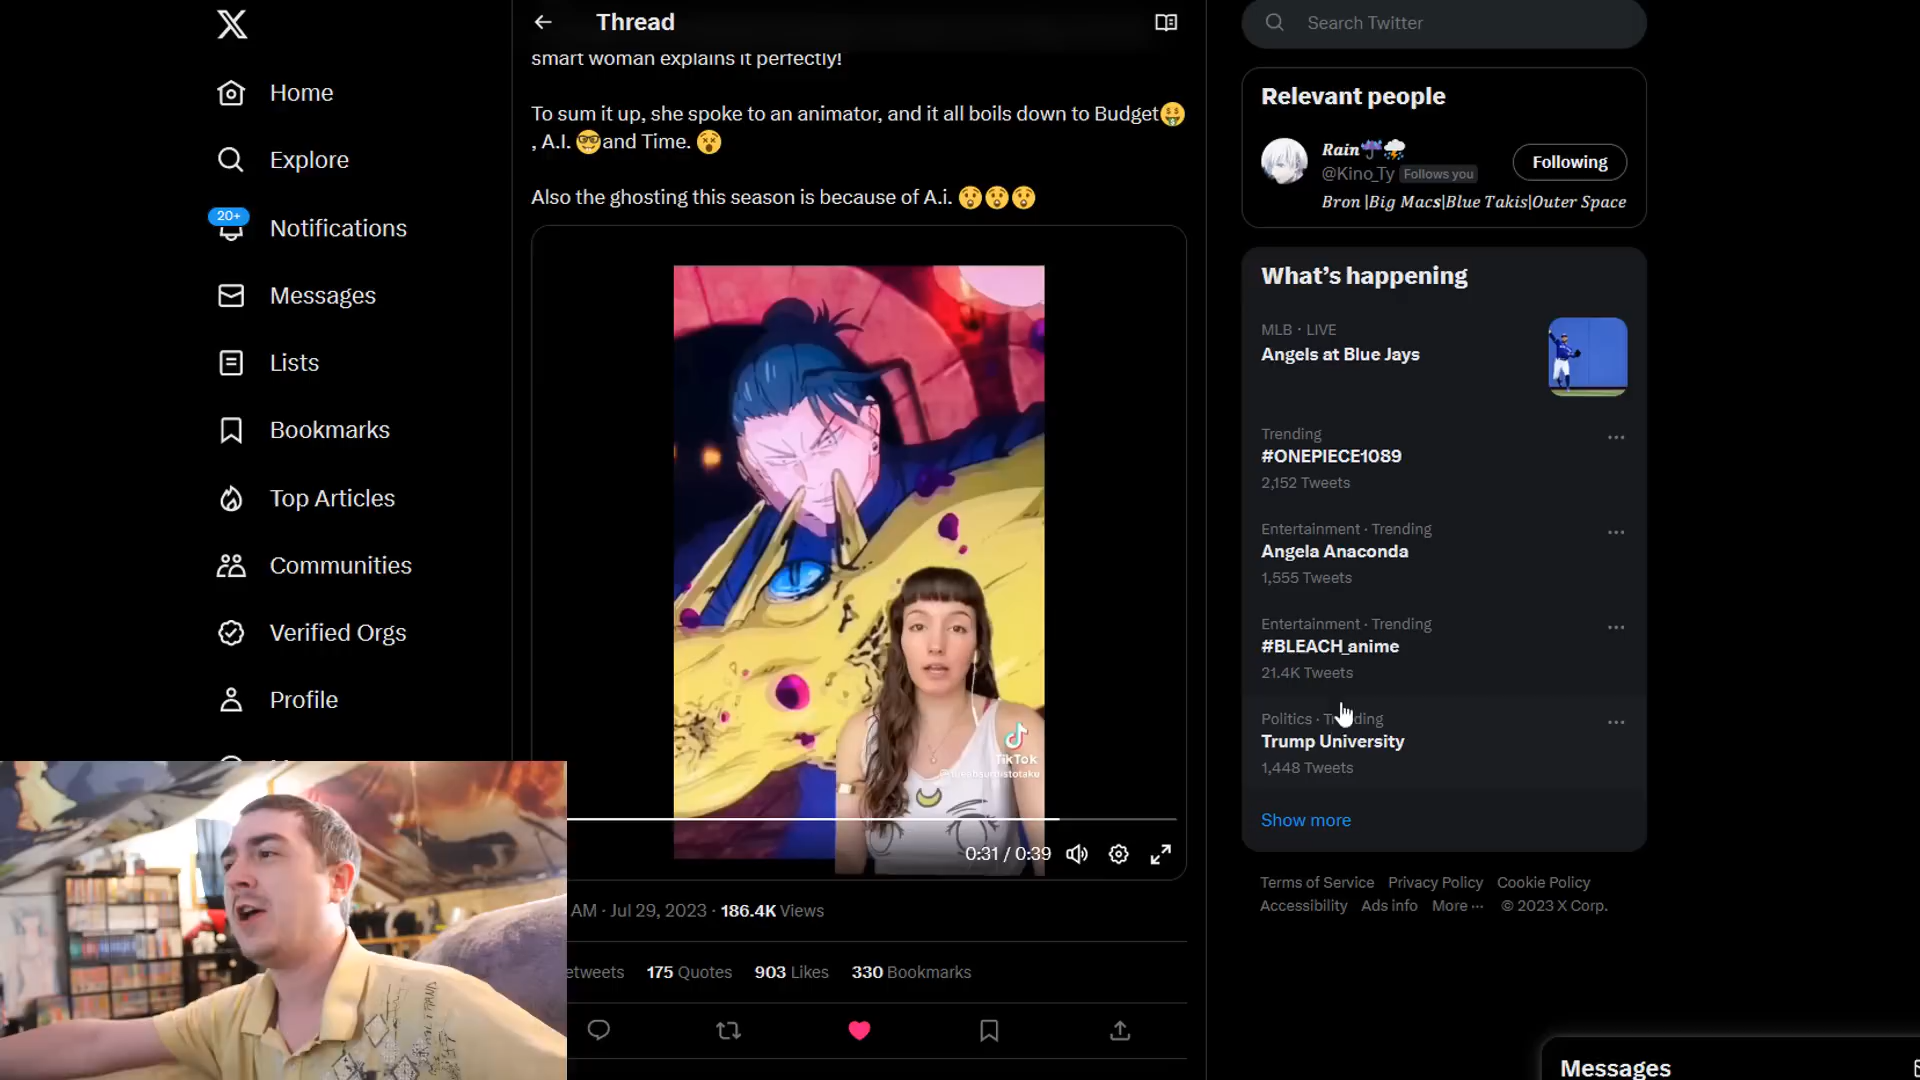 Home
Explore
20+
Notifications
Messages
Lists
Bookmarks
Top Articles
Communities
Verified Orgs
Profile
Thread
smart woman explains it perfectly!
To sum it up, she spoke to an animator, and it all boils down to Budget🤑
, A.I. 🤓and Time. 😵
Also the ghosting this season is because of A.i. 😲😲😲
TikTok
0:31 / 0:39
AM · Jul 29, 2023 · 186.4K Views
etweets 175 Quotes 903 Likes 330 Bookmarks
Search Twitter
Relevant people
Rain☔⛈
@Kino_Ty Follows you
Following
Bron |Big Macs|Blue Takis|Outer Space
What's happening
MLB · LIVE
Angels at Blue Jays
Trending
#ONEPIECE1089
2,152 Tweets
Entertainment · Trending
Angela Anaconda
1,555 Tweets
Entertainment · Trending
#BLEACH_anime
21.4K Tweets
Politics · Trending
Trump University
1,448 Tweets
Show more
Terms of Service Privacy Policy Cookie Policy
Accessibility Ads info More ··· © 2023 X Corp.
Messages